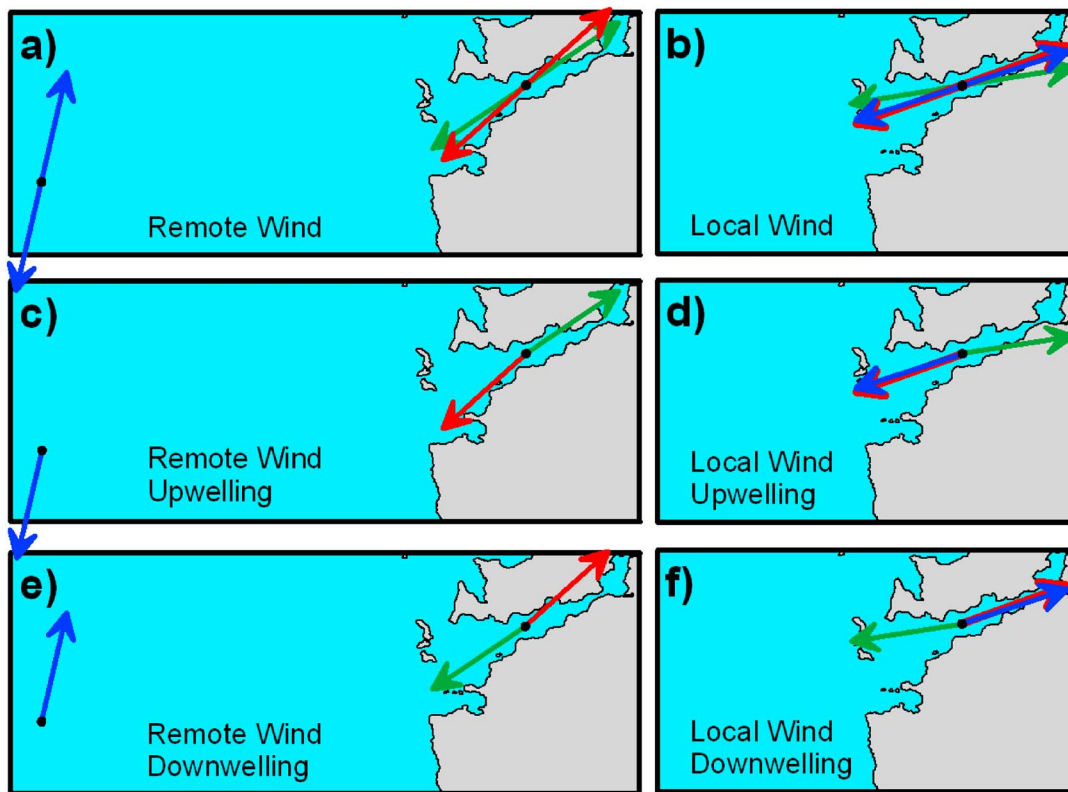 a)
Remote Wind
b)
Local Wind
c)
Remote Wind
Upwelling
d)
Local Wind
Upwelling
e)
Remote Wind
Downwelling
f)
Local Wind
Downwelling